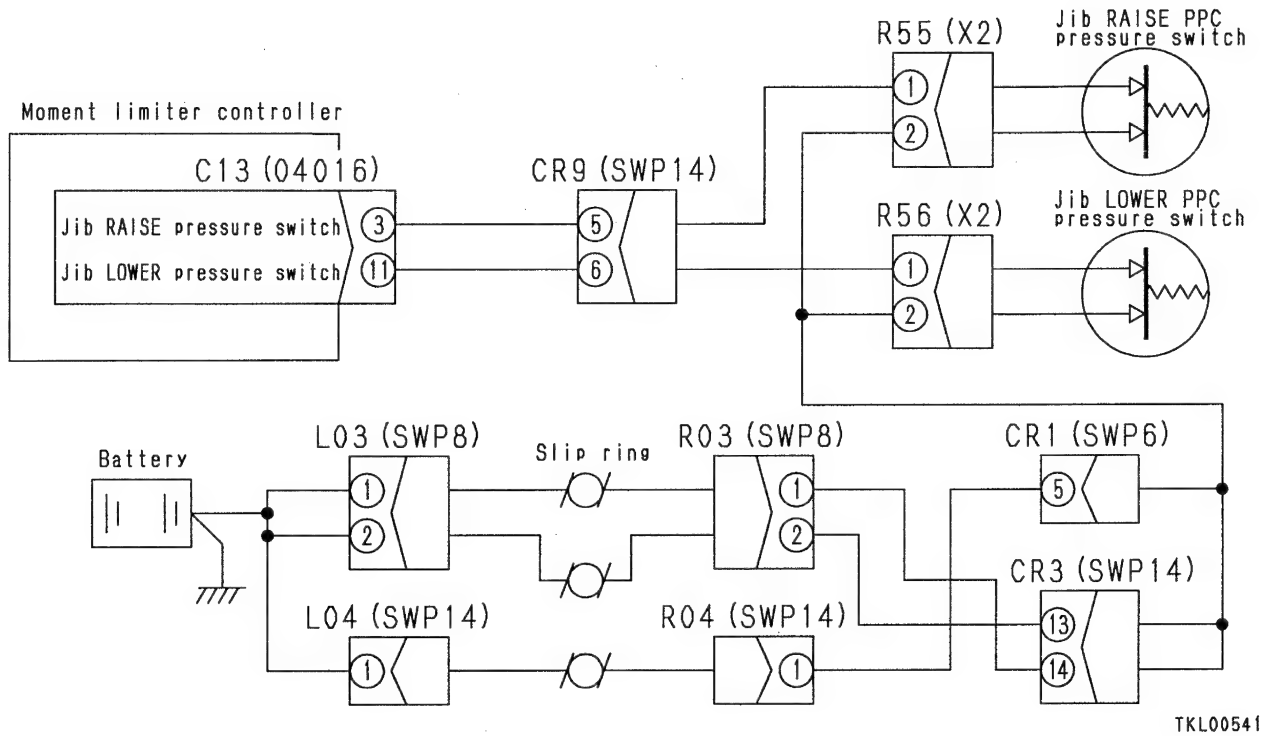 R55 (X2)
Jib RAISE PPC
pressure switch
1
2
Moment limiter controller
C13 (04016)
CR9 (SWP14)
Jib RAISE pressure switch
3
5
Jib LOWER pressure switch
11
6
R56 (X2)
Jib LOWER PPC
pressure switch
1
2
Battery
L03 (SWP8)
1
2
Slip ring
R03 (SWP8)
1
2
CR1 (SWP6)
5
L04 (SWP14)
1
R04 (SWP14)
1
CR3 (SWP14)
13
14
TKL00541